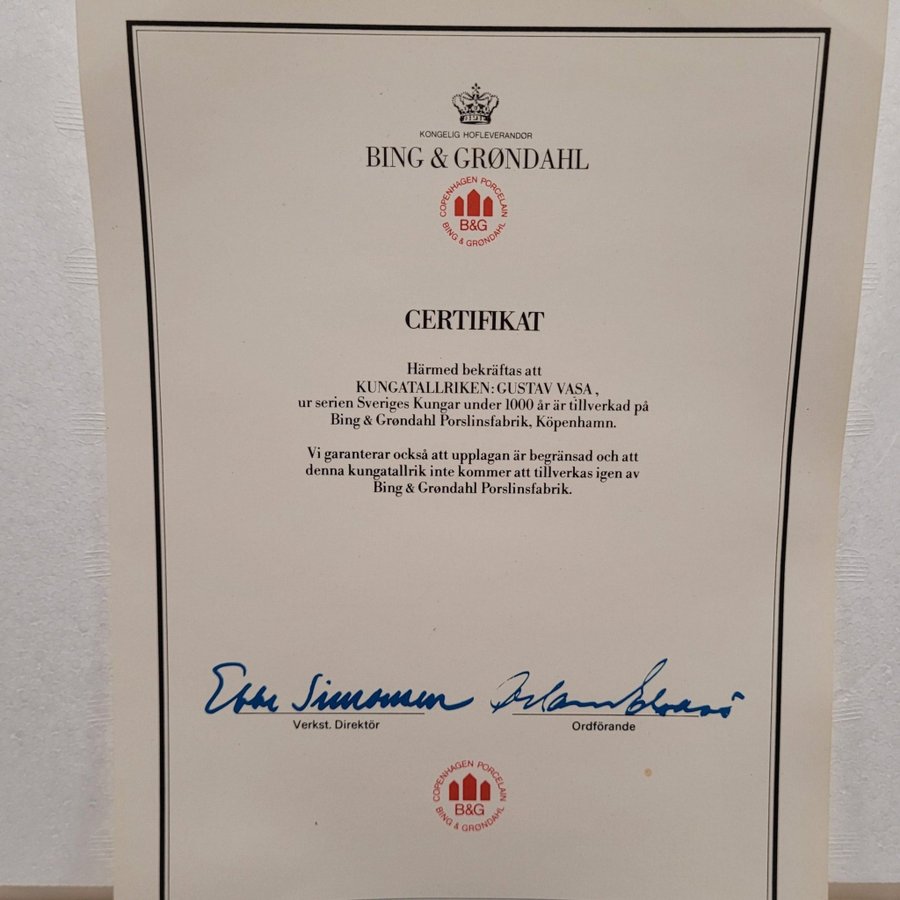 KONGELIG HOFLEVERANDØR
BING & GRØNDAHL
COPENHAGEN PORCELAIN
B&G
BING & GRØNDAHL
CERTIFIKAT
Härmed bekräftas att
KUNGATALLRIKEN: GUSTAV VASA ,
ur serien Sveriges Kungar under 1000 år är tillverkad på
Bing & Grøndahl Porslinsfabrik, Köpenhamn.
Vi garanterar också att upplagan är begränsad och att
denna kungatallrik inte kommer att tillverkas igen av
Bing & Grøndahl Porslinsfabrik.
Ebbe Simonsen
Verkst. Direktör
Ordförande
COPENHAGEN PORCELAIN
B&G
BING & GRØNDAHL